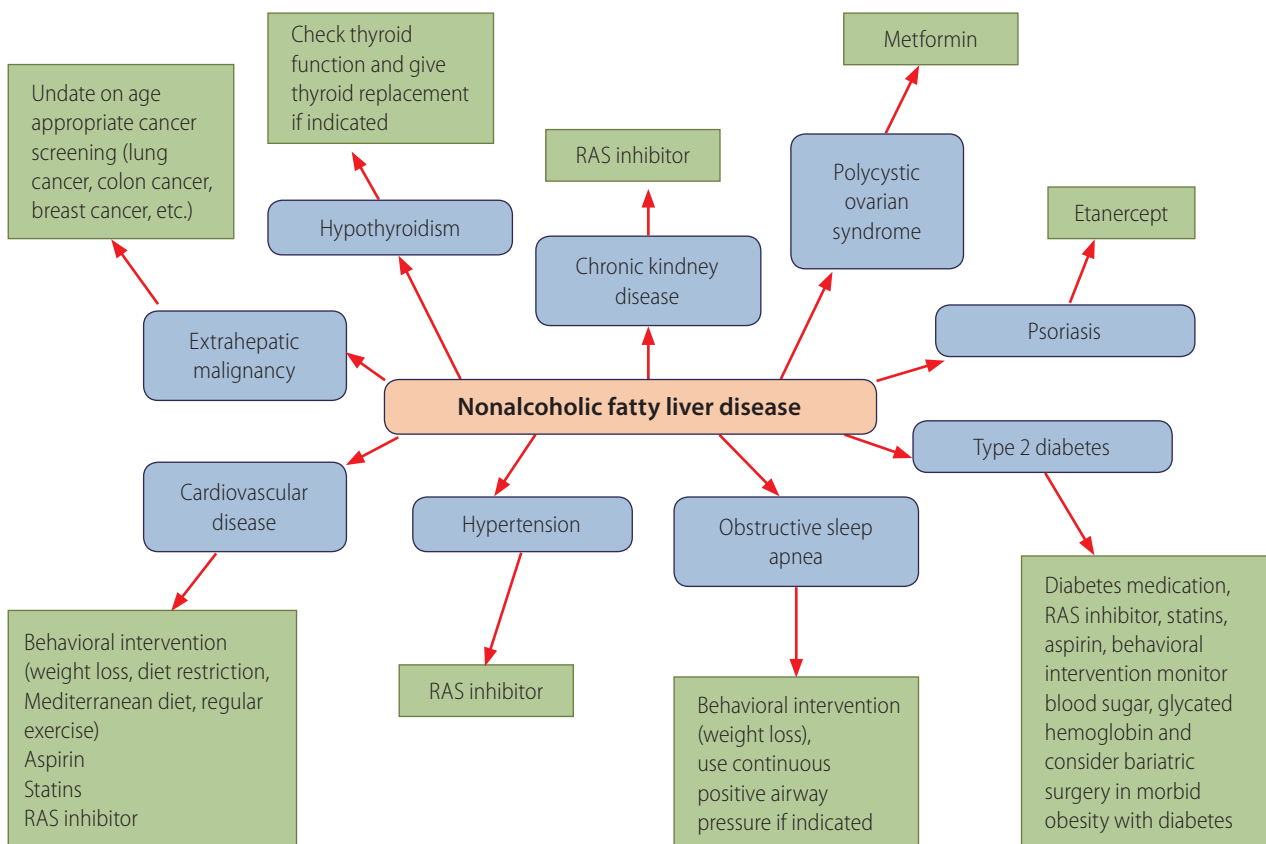 Check thyroid
function and give
thyroid replacement
if indicated
Metformin
Undate on age
appropriate cancer
screening (lung
cancer, colon cancer,
breast cancer, etc.)
RAS inhibitor
Polycystic
ovarian
syndrome
Etanercept
Hypothyroidism
Chronic kindney
disease
Psoriasis
Extrahepatic
malignancy
Nonalcoholic fatty liver disease
Type 2 diabetes
Cardiovascular
disease
Hypertension
Obstructive sleep
apnea
Behavioral intervention
(weight loss, diet restriction,
Mediterranean diet, regular
exercise)
Aspirin
Statins
RAS inhibitor
RAS inhibitor
Behavioral intervention
(weight loss),
use continuous
positive airway
pressure if indicated
Diabetes medication,
RAS inhibitor, statins,
aspirin, behavioral
intervention monitor
blood sugar, glycated
hemoglobin and
consider bariatric
surgery in morbid
obesity with diabetes